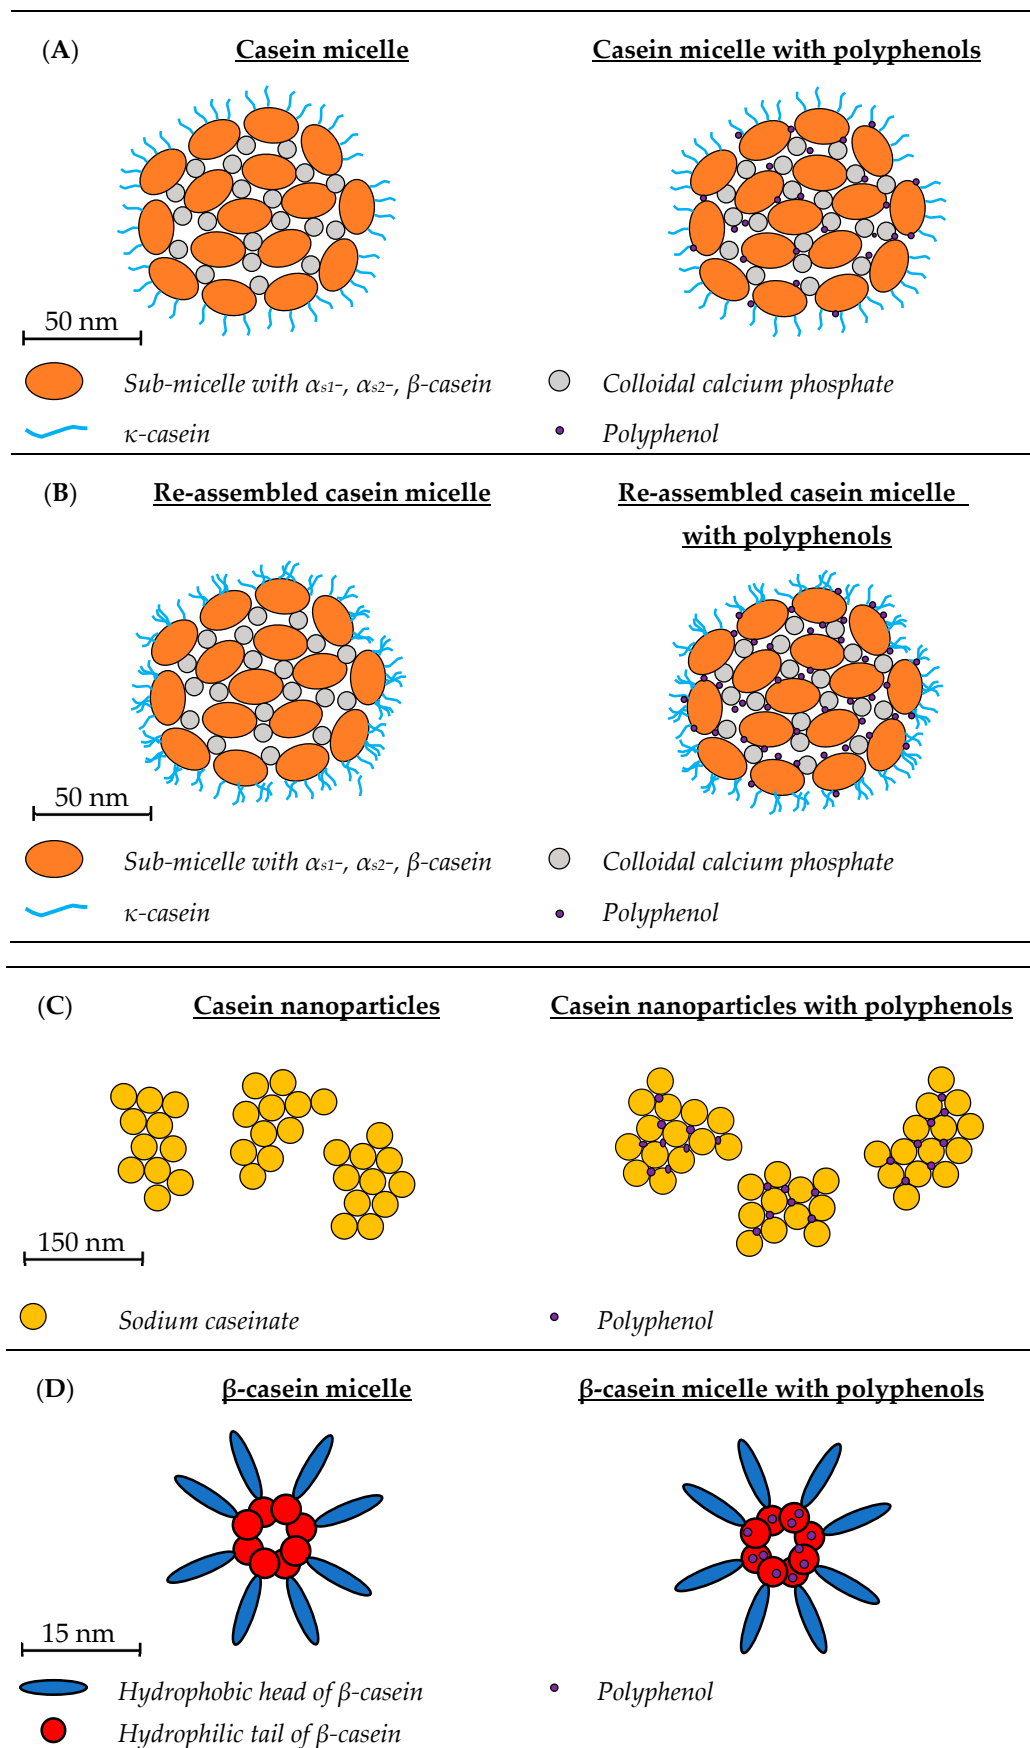 (A) Casein micelle Casein micelle with polyphenols
50 nm
Sub-micelle with αs1-, αs2-, β-casein Colloidal calcium phosphate
κ-casein Polyphenol
(B) Re-assembled casein micelle Re-assembled casein micelle
with polyphenols
50 nm
Sub-micelle with αs1-, αs2-, β-casein Colloidal calcium phosphate
κ-casein Polyphenol
(C) Casein nanoparticles Casein nanoparticles with polyphenols
150 nm
Sodium caseinate Polyphenol
(D) β-casein micelle β-casein micelle with polyphenols
15 nm
Hydrophobic head of β-casein Polyphenol
Hydrophilic tail of β-casein